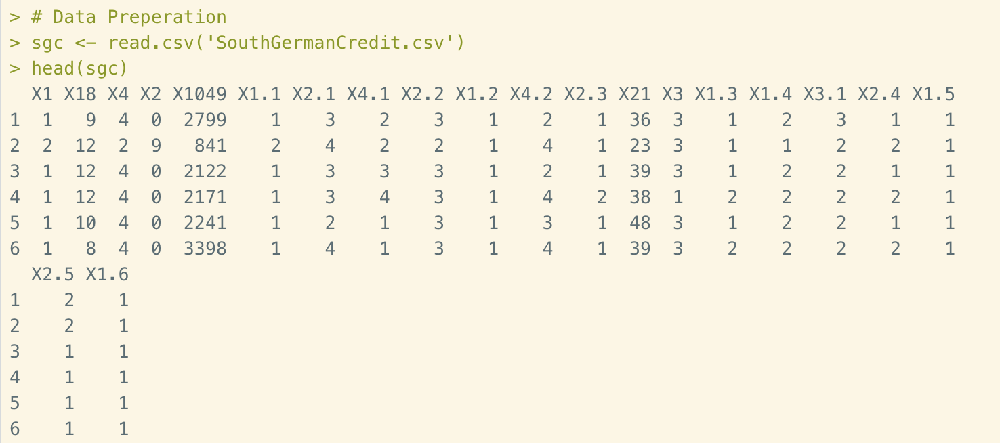 > # Data Preperation
> sgc <- read.csv('SouthGermanCredit.csv')
> head(sgc)
  X1 X18 X4 X2 X1049 X1.1 X2.1 X4.1 X2.2 X1.2 X4.2 X2.3 X21 X3 X1.3 X1.4 X3.1 X2.4 X1.5
1  1   9  4  0  2799    1    3    2    3    1    2    1  36  3    1    2    3    1    1
2  2  12  2  9   841    2    4    2    2    1    4    1  23  3    1    1    2    2    1
3  1  12  4  0  2122    1    3    3    3    1    2    1  39  3    1    2    2    1    1
4  1  12  4  0  2171    1    3    4    3    1    4    2  38  1    2    2    2    2    1
5  1  10  4  0  2241    1    2    1    3    1    3    1  48  3    1    2    2    1    1
6  1   8  4  0  3398    1    4    1    3    1    4    1  39  3    2    2    2    2    1
  X2.5 X1.6
1    2    1
2    2    1
3    1    1
4    1    1
5    1    1
6    1    1